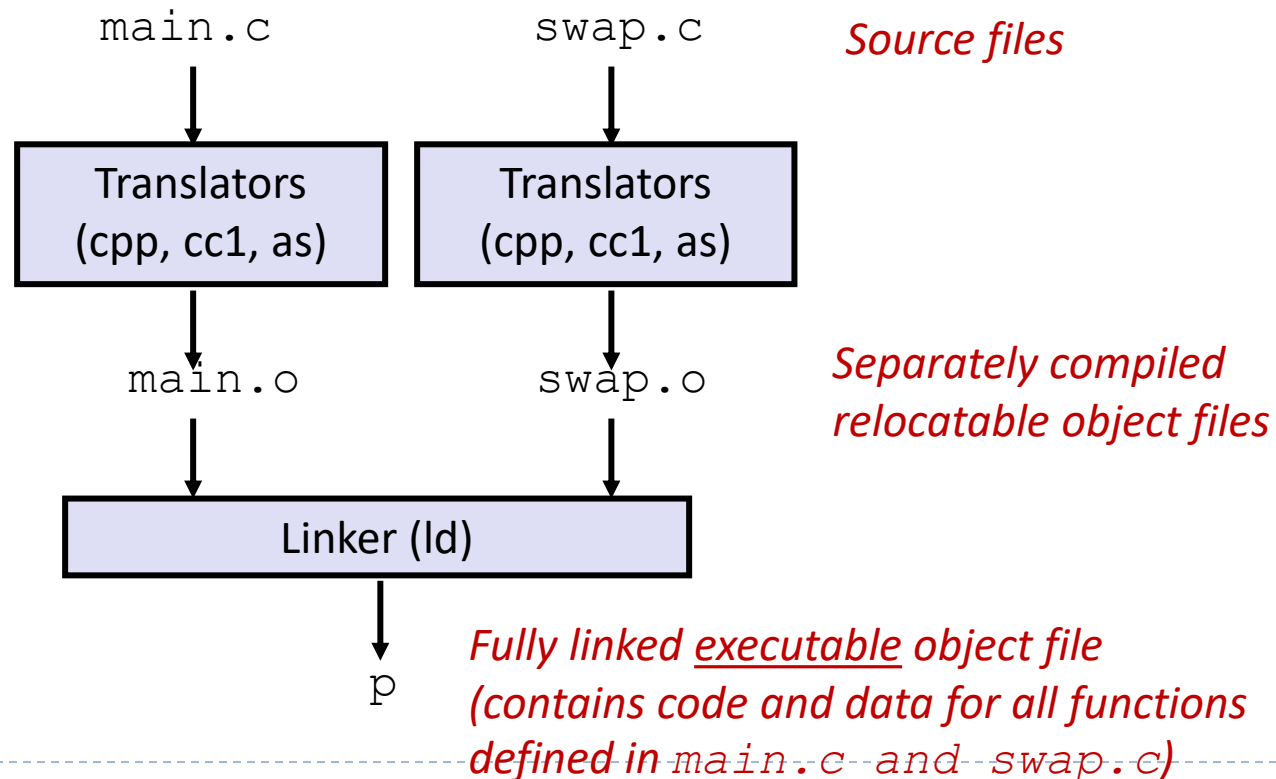 main.c
swap.c
Source files
Translators
(cpp, cc1, as)
Translators
(cpp, cc1, as)
main.o
swap.o
Separately compiled
relocatable object files
Linker (ld)
p
Fully linked executable object file
(contains code and data for all functions
defined in main.c and swap.c)